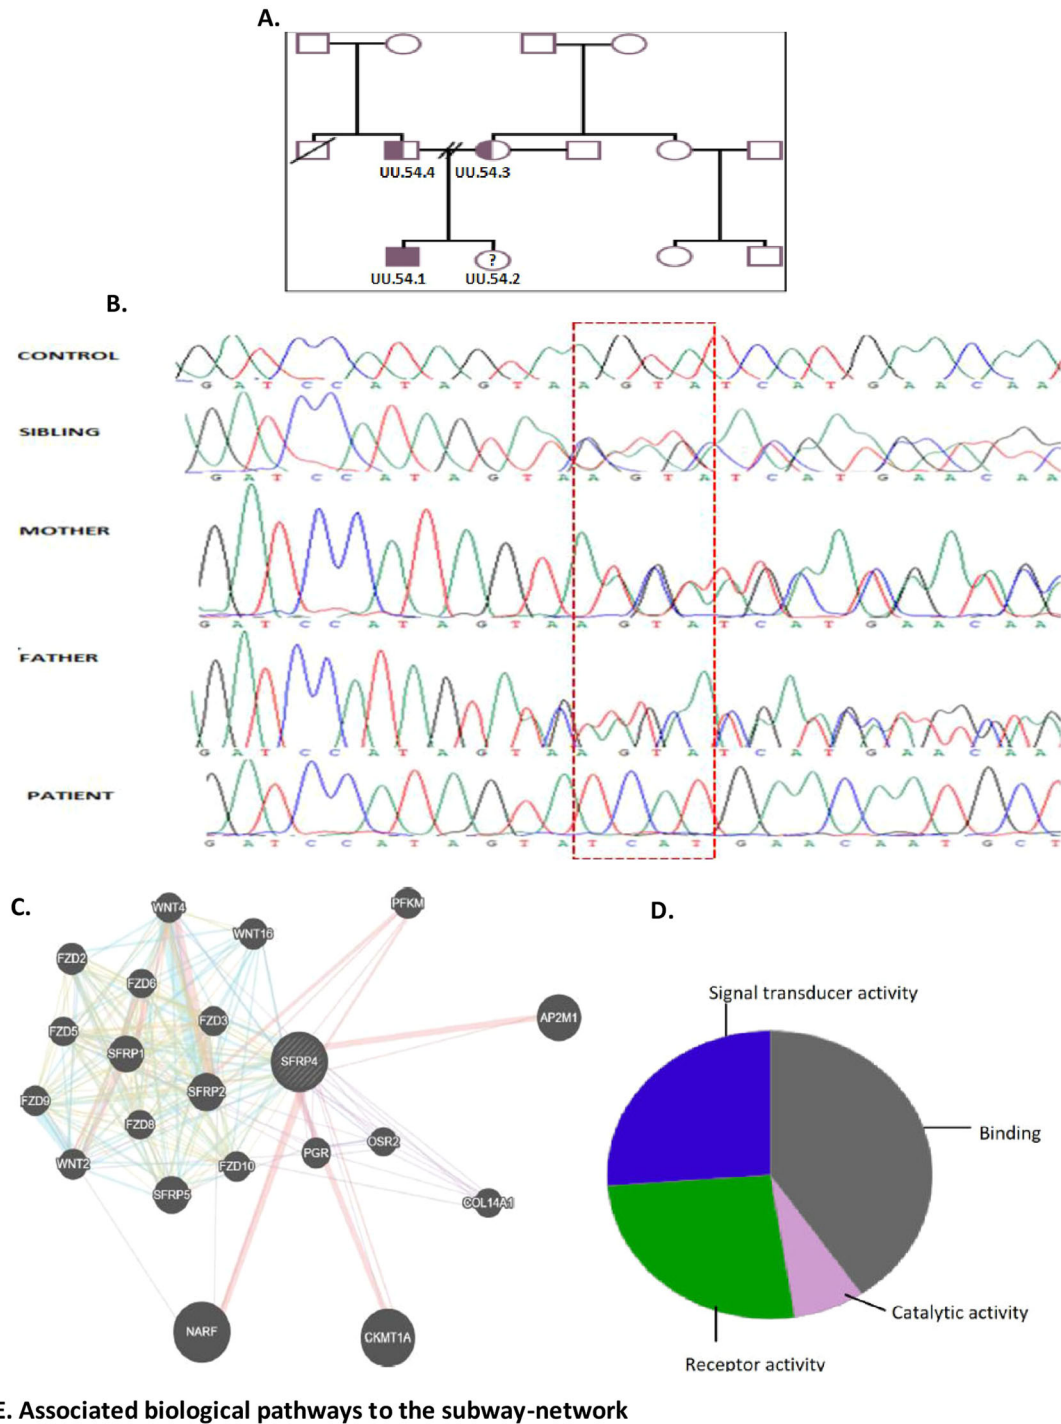 A.
UU.54.4 UU.54.3
?
UU.54.1 UU.54.2
B.
CONTROL
G A T C C A T A G T A A G T A T C A T G A A C A A
SIBLING
G A T C C A T A G T A A G T A T C A T G A A C A A
MOTHER
G A T C C A T A G T A A G T A T C A T G A A C A A
FATHER
G A T C C A T A G T A A G T A T C A T G A A C A A
PATIENT
G A T C C A T A G T A T C A T G A A C A A T G C T
C.
WNT4
PFKM
WNT16
FZD2
FZD6
FZD3
AP2M1
FZD5
SFRP1
SFRP4
SFRP2
FZD9
FZD8
OSR2
PGR
WNT2
FZD10
SFRP5
COL14A1
NARF
CKMT1A
D.
Signal transducer activity
Binding
Catalytic activity
Receptor activity
E. Associated biological pathways to the subway-network